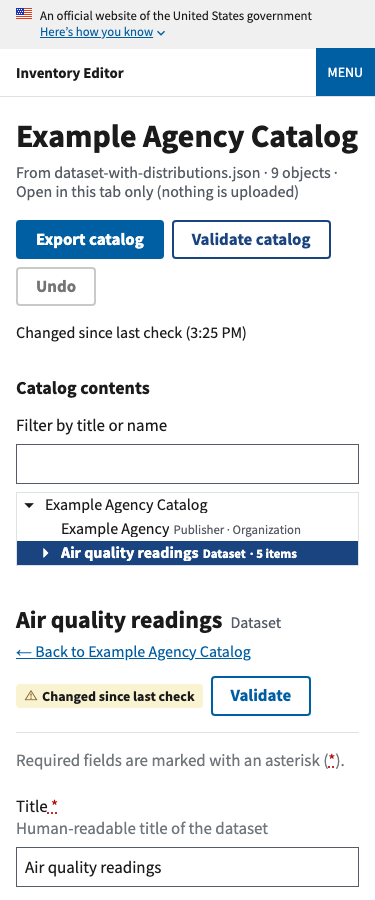 An official website of the United States government
Here's how you know
Inventory Editor
MENU
Example Agency Catalog
From dataset-with-distributions.json · 9 objects ·
Open in this tab only (nothing is uploaded)
Export catalog
Validate catalog
Undo
Changed since last check (3:25 PM)
Catalog contents
Filter by title or name
Example Agency Catalog
Example Agency Publisher · Organization
Air quality readings Dataset · 5 items
Air quality readings Dataset
← Back to Example Agency Catalog
Changed since last check
Validate
Required fields are marked with an asterisk (*).
Title *
Human-readable title of the dataset
Air quality readings